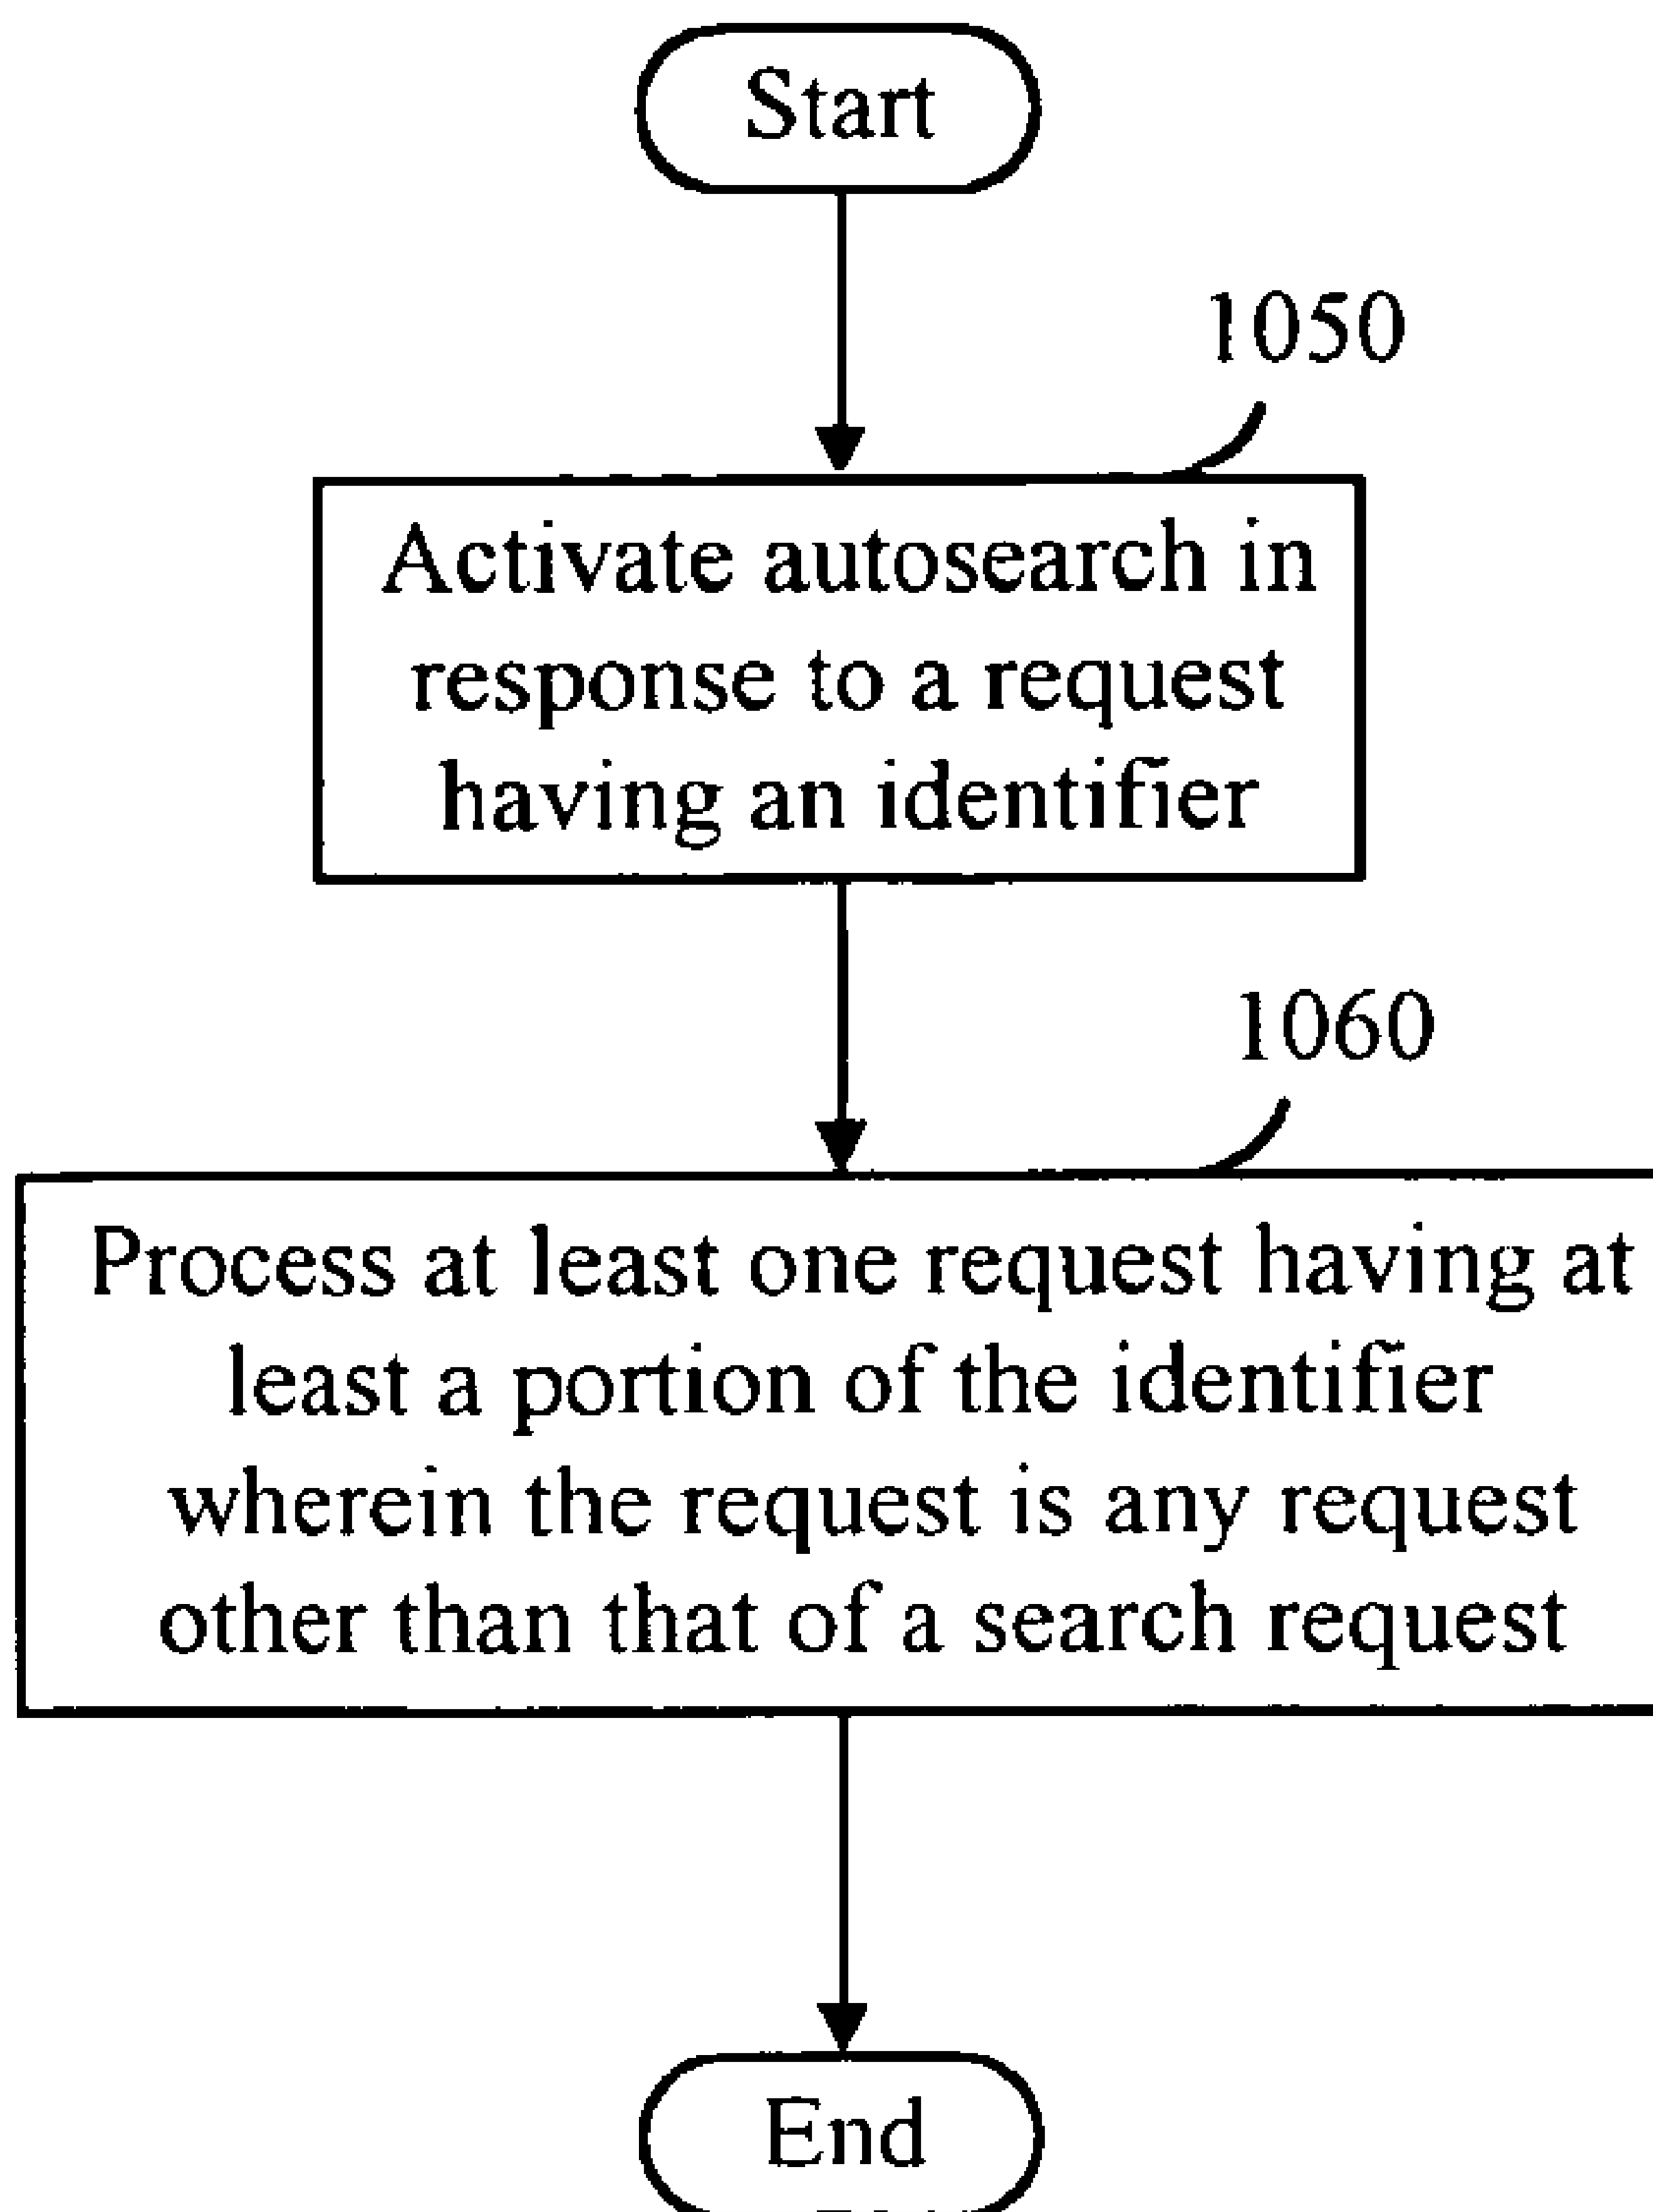 Start
1050
Activate autosearch in
response to a request
having an identifier
1060
Process at least one request having at
least a portion of the identifier
wherein the request is any request
other than that of a search request
End